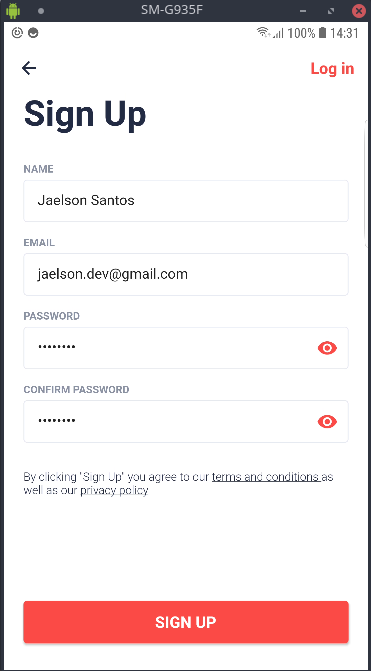 SM-G935F
100% 14:31
Log in
Sign Up
NAME
Jaelson Santos
EMAIL
jaelson.dev@gmail.com
PASSWORD
••••••••
CONFIRM PASSWORD
••••••••
By clicking "Sign Up" you agree to our terms and conditions as
well as our privacy policy
SIGN UP